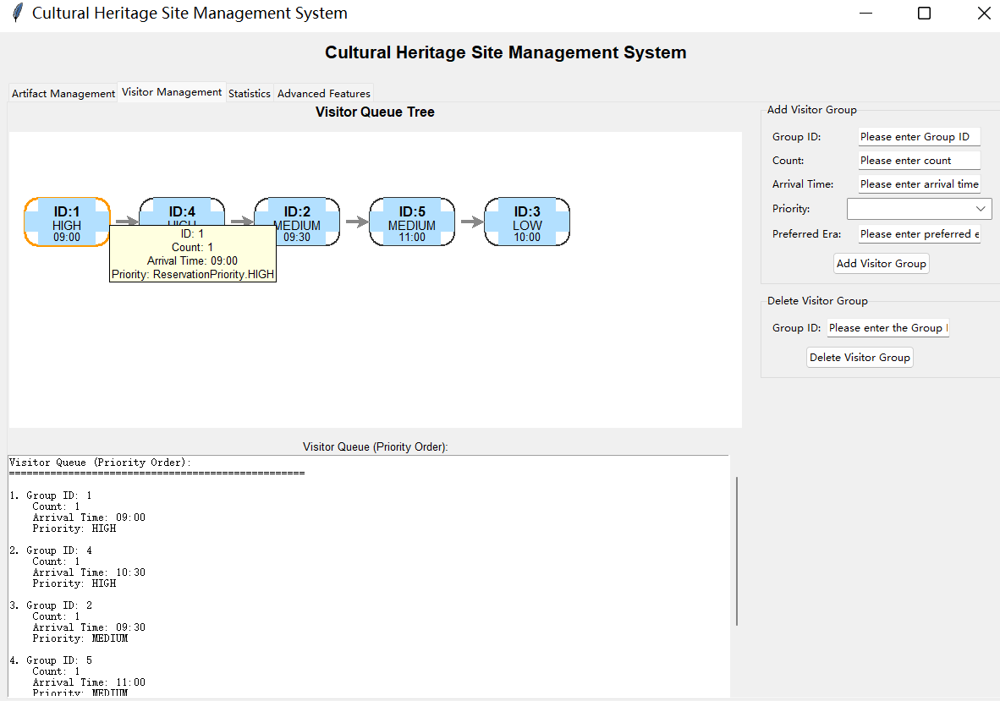 Cultural Heritage Site Management System
Cultural Heritage Site Management System
Artifact Management Visitor Management Statistics Advanced Features
Visitor Queue Tree
ID:1
HIGH
09:00
ID:4
HIGH
ID:2
MEDIUM
09:30
ID:5
MEDIUM
11:00
ID:3
LOW
10:00
ID: 1
Count: 1
Arrival Time: 09:00
Priority: ReservationPriority.HIGH
Visitor Queue (Priority Order):
Visitor Queue (Priority Order):
==================================================
1. Group ID: 1
Count: 1
Arrival Time: 09:00
Priority: HIGH
2. Group ID: 4
Count: 1
Arrival Time: 10:30
Priority: HIGH
3. Group ID: 2
Count: 1
Arrival Time: 09:30
Priority: MEDIUM
4. Group ID: 5
Count: 1
Arrival Time: 11:00
Priority: MEDIUM
Add Visitor Group
Group ID: Please enter Group ID
Count: Please enter count
Arrival Time: Please enter arrival time
Priority:
Preferred Era: Please enter preferred e
Add Visitor Group
Delete Visitor Group
Group ID: Please enter the Group I
Delete Visitor Group